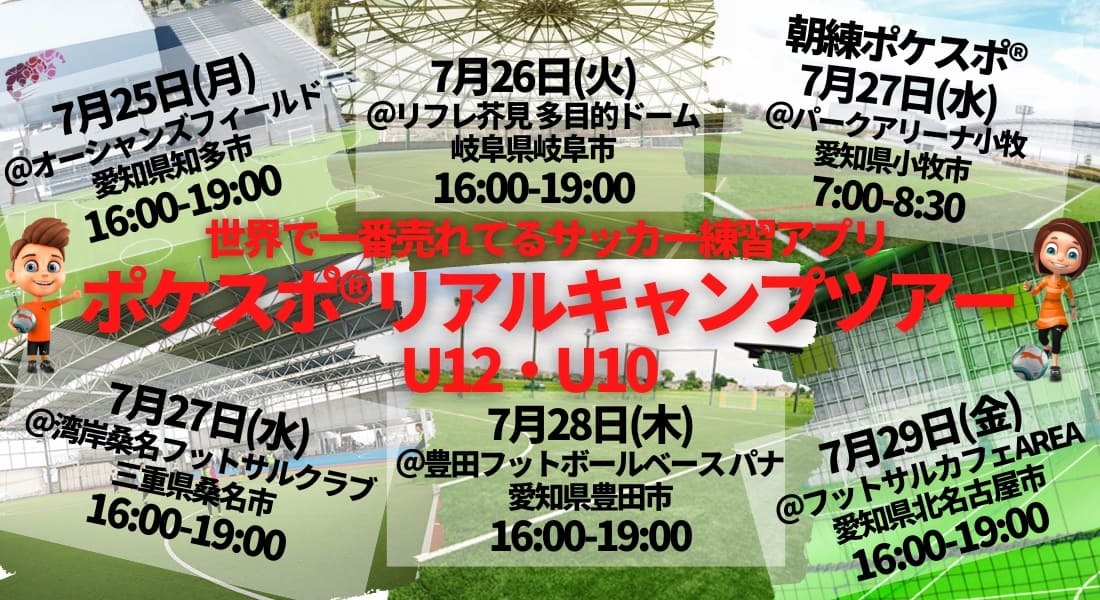 7月25日(月)
@オーシャンズフィールド
愛知県知多市
16:00-19:00
7月26日(火)
@リフレ芥見 多目的ドーム
岐阜県岐阜市
16:00-19:00
朝練ポケスポ®
7月27日(水)
@パークアリーナ小牧
愛知県小牧市
7:00-8:30
世界で一番売れてるサッカー練習アプリ
ポケスポ®リアルキャンプツアー
U12・U10
7月27日(水)
@湾岸桑名フットサルクラブ
三重県桑名市
16:00-19:00
7月28日(木)
@豊田フットボールベース パナ
愛知県豊田市
16:00-19:00
7月29日(金)
@フットサルカフェAREA
愛知県北名古屋市
16:00-19:00